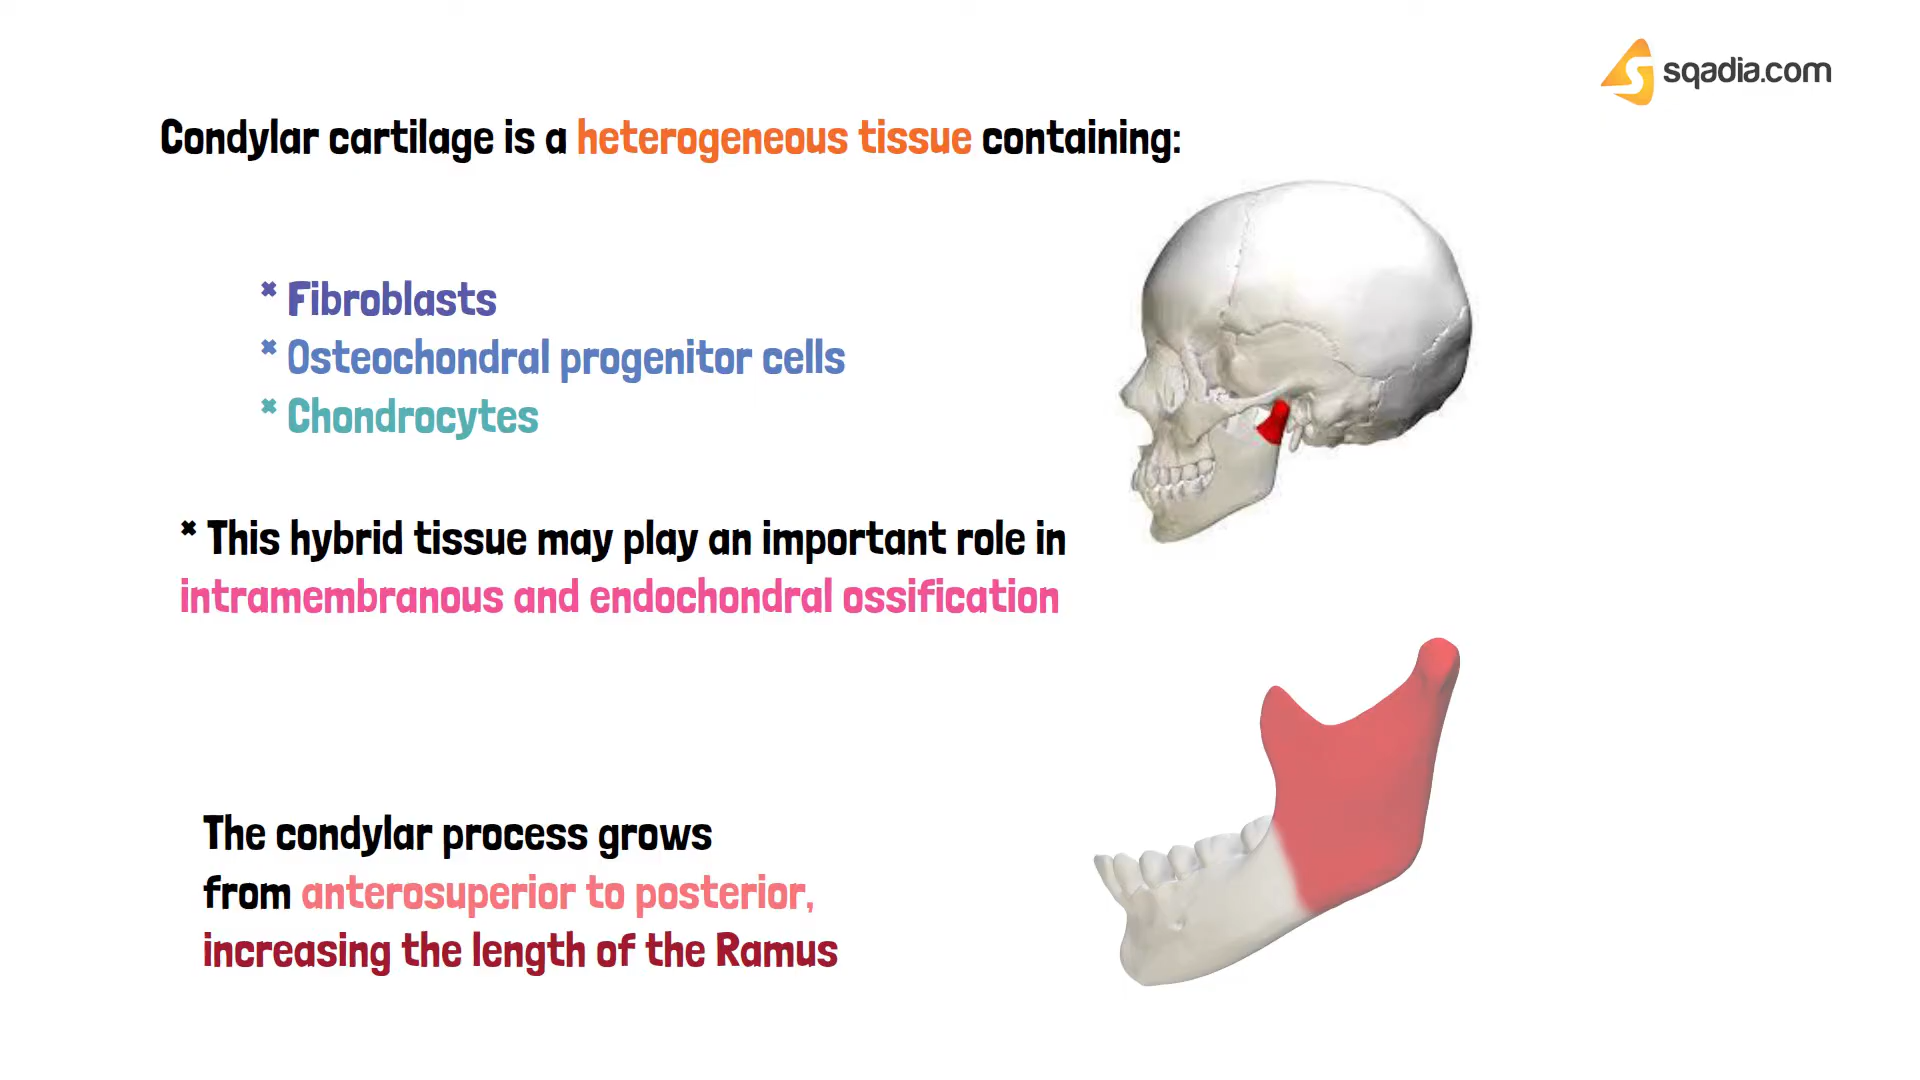 sqadia.com
Condylar cartilage is a heterogeneous tissue containing:
* Fibroblasts
* Osteochondral progenitor cells
* Chondrocytes
* This hybrid tissue may play an important role in
intramembranous and endochondral ossification
The condylar process grows
from anterosuperior to posterior,
increasing the length of the Ramus